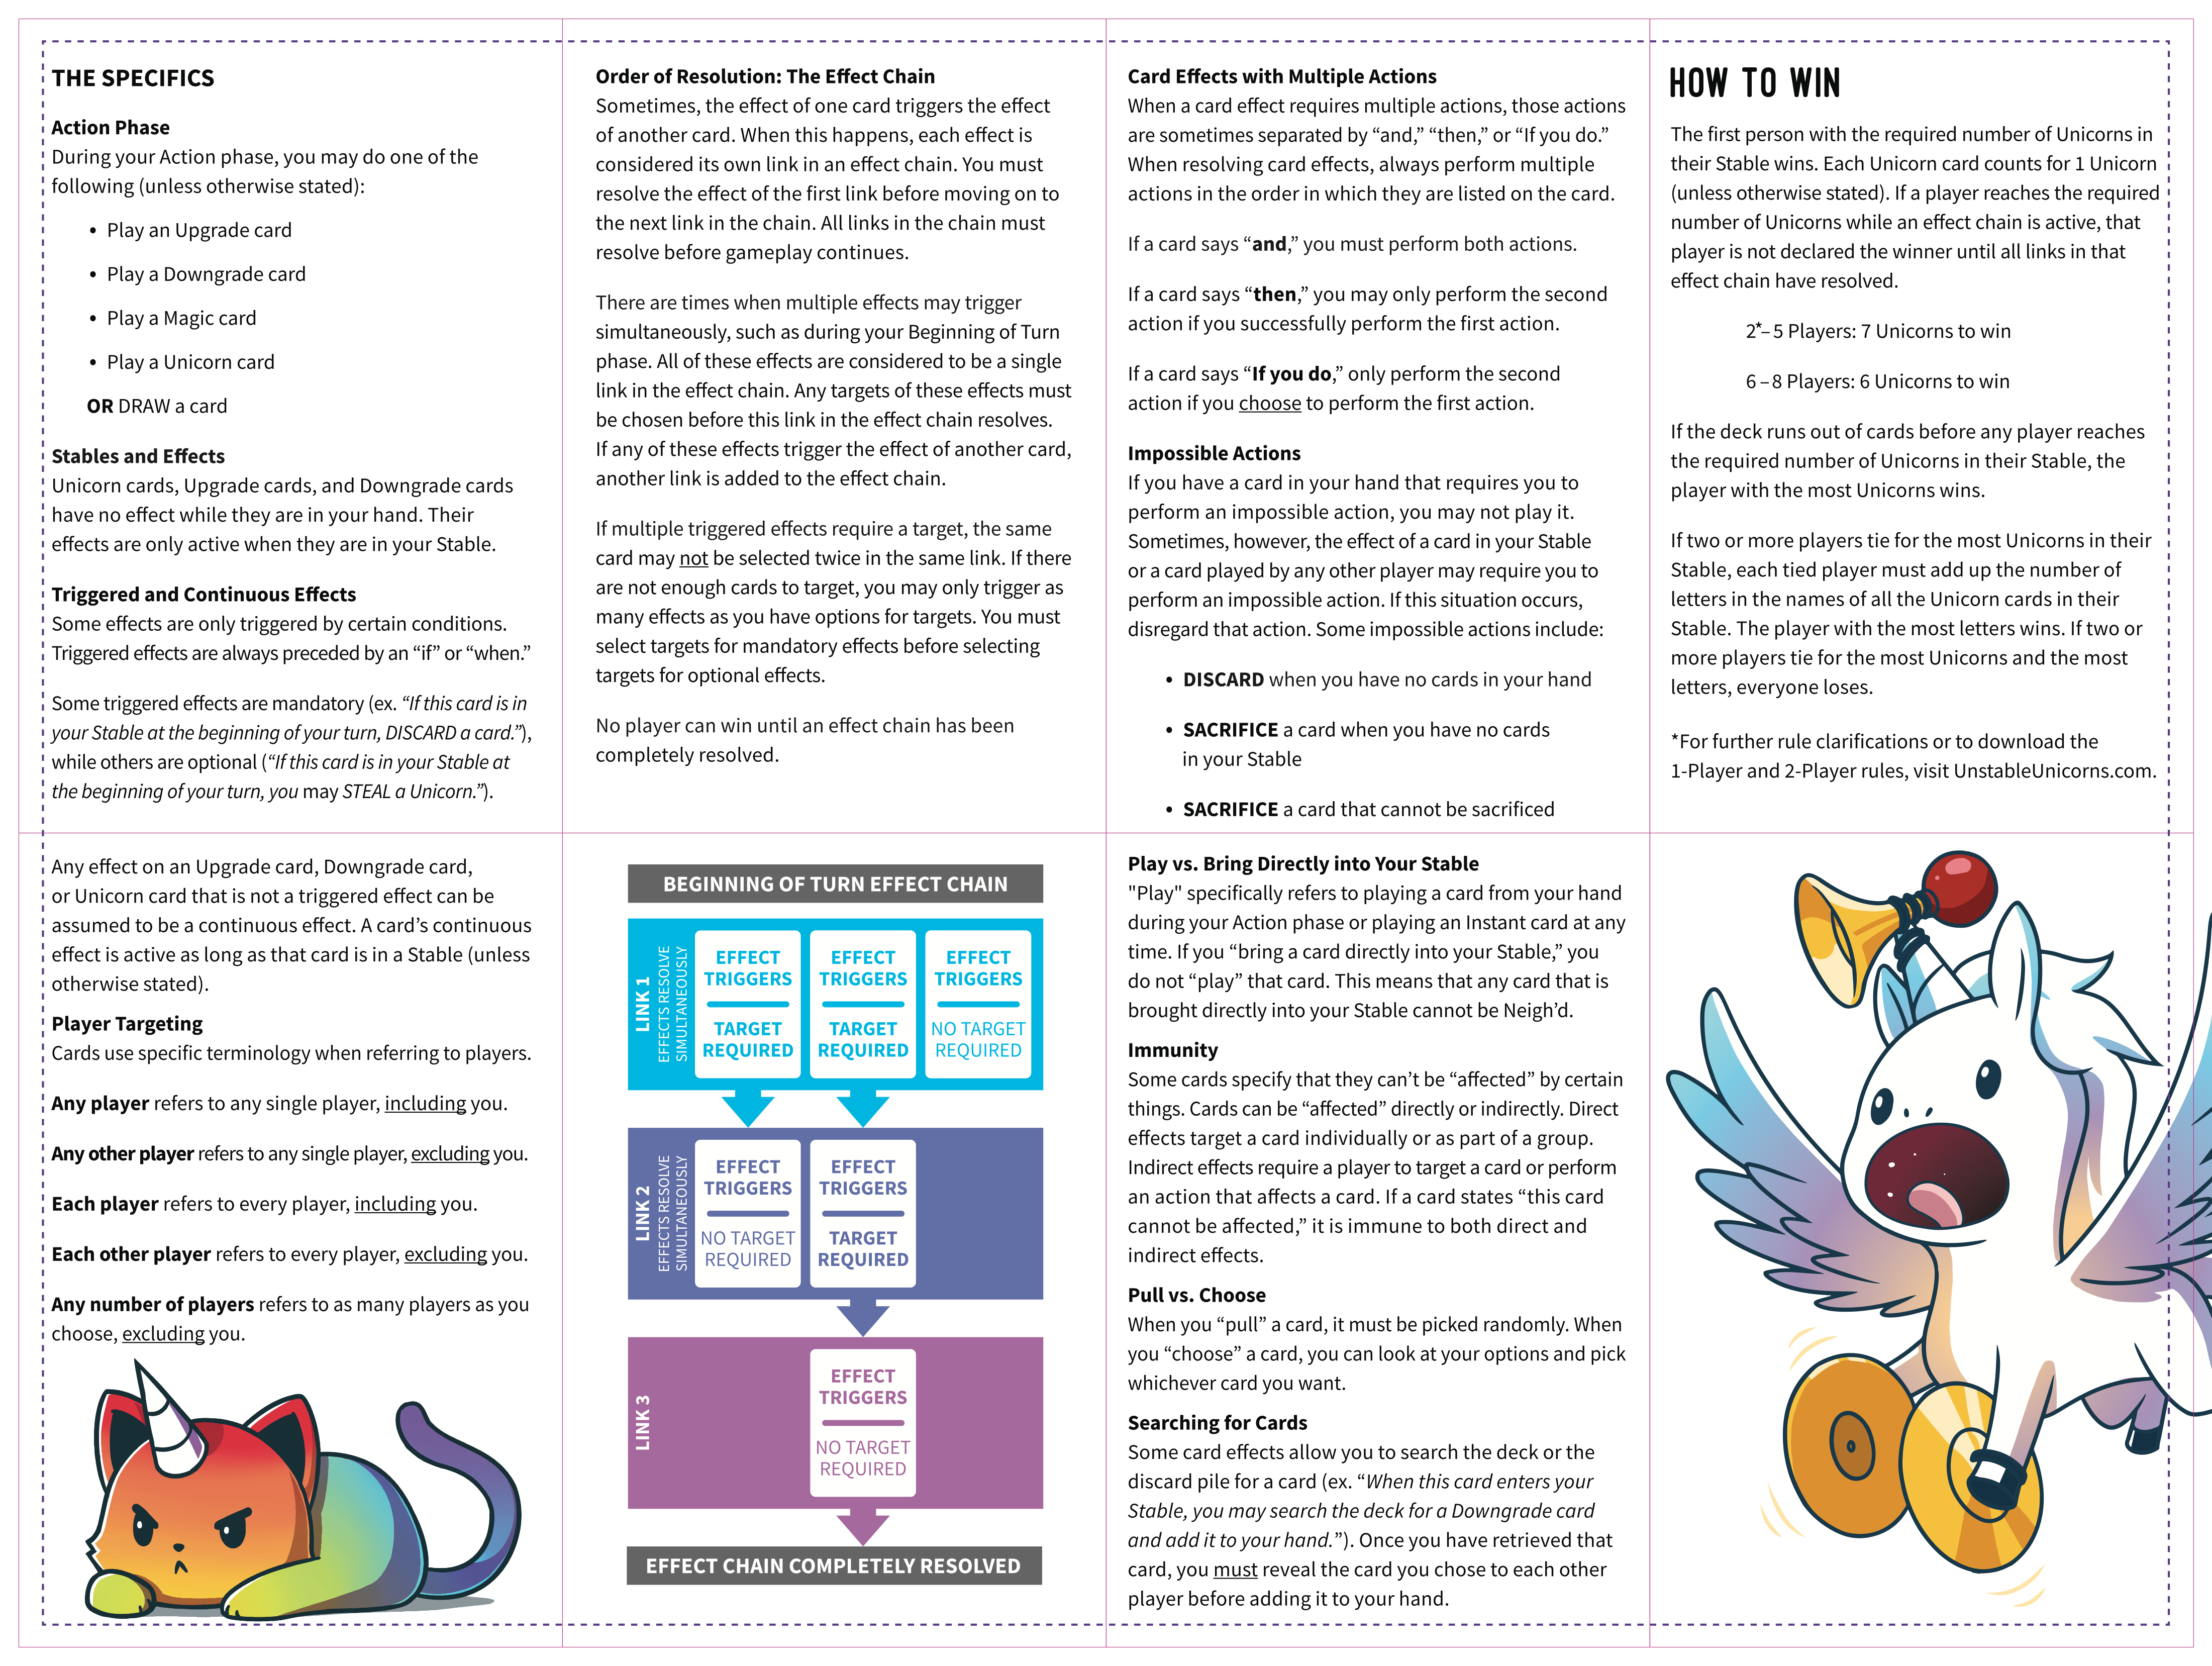 THE SPECIFICS
Action Phase
During your Action phase, you may do one of the
following (unless otherwise stated):
• Play an Upgrade card
• Play a Downgrade card
• Play a Magic card
• Play a Unicorn card
OR DRAW a card
Stables and Effects
Unicorn cards, Upgrade cards, and Downgrade cards
have no effect while they are in your hand. Their
effects are only active when they are in your Stable.
Triggered and Continuous Effects
Some effects are only triggered by certain conditions.
Triggered effects are always preceded by an “if” or “when.”
Some triggered effects are mandatory (ex. “If this card is in
your Stable at the beginning of your turn, DISCARD a card.”),
while others are optional (“If this card is in your Stable at
the beginning of your turn, you may STEAL a Unicorn.”).
Order of Resolution: The Effect Chain
Sometimes, the effect of one card triggers the effect
of another card. When this happens, each effect is
considered its own link in an effect chain. You must
resolve the effect of the first link before moving on to
the next link in the chain. All links in the chain must
resolve before gameplay continues.
There are times when multiple effects may trigger
simultaneously, such as during your Beginning of Turn
phase. All of these effects are considered to be a single
link in the effect chain. Any targets of these effects must
be chosen before this link in the effect chain resolves.
If any of these effects trigger the effect of another card,
another link is added to the effect chain.
If multiple triggered effects require a target, the same
card may not be selected twice in the same link. If there
are not enough cards to target, you may only trigger as
many effects as you have options for targets. You must
select targets for mandatory effects before selecting
targets for optional effects.
No player can win until an effect chain has been
completely resolved.
Card Effects with Multiple Actions
When a card effect requires multiple actions, those actions
are sometimes separated by “and,” “then,” or “If you do.”
When resolving card effects, always perform multiple
actions in the order in which they are listed on the card.
If a card says “and,” you must perform both actions.
If a card says “then,” you may only perform the second
action if you successfully perform the first action.
If a card says “If you do,” only perform the second
action if you choose to perform the first action.
Impossible Actions
If you have a card in your hand that requires you to
perform an impossible action, you may not play it.
Sometimes, however, the effect of a card in your Stable
or a card played by any other player may require you to
perform an impossible action. If this situation occurs,
disregard that action. Some impossible actions include:
• DISCARD when you have no cards in your hand
• SACRIFICE a card when you have no cards
in your Stable
• SACRIFICE a card that cannot be sacrificed
HOW TO WIN
The first person with the required number of Unicorns in
their Stable wins. Each Unicorn card counts for 1 Unicorn
(unless otherwise stated). If a player reaches the required
number of Unicorns while an effect chain is active, that
player is not declared the winner until all links in that
effect chain have resolved.
2*–5 Players: 7 Unicorns to win
6–8 Players: 6 Unicorns to win
If the deck runs out of cards before any player reaches
the required number of Unicorns in their Stable, the
player with the most Unicorns wins.
If two or more players tie for the most Unicorns in their
Stable, each tied player must add up the number of
letters in the names of all the Unicorn cards in their
Stable. The player with the most letters wins. If two or
more players tie for the most Unicorns and the most
letters, everyone loses.
*For further rule clarifications or to download the
1-Player and 2-Player rules, visit UnstableUnicorns.com.
Any effect on an Upgrade card, Downgrade card,
or Unicorn card that is not a triggered effect can be
assumed to be a continuous effect. A card’s continuous
effect is active as long as that card is in a Stable (unless
otherwise stated).
Player Targeting
Cards use specific terminology when referring to players.
Any player refers to any single player, including you.
Any other player refers to any single player, excluding you.
Each player refers to every player, including you.
Each other player refers to every player, excluding you.
Any number of players refers to as many players as you
choose, excluding you.
BEGINNING OF TURN EFFECT CHAIN
LINK 1
EFFECTS RESOLVE
SIMULTANEOUSLY
EFFECT
TRIGGERS
TARGET
REQUIRED
EFFECT
TRIGGERS
TARGET
REQUIRED
EFFECT
TRIGGERS
NO TARGET
REQUIRED
LINK 2
EFFECTS RESOLVE
SIMULTANEOUSLY
EFFECT
TRIGGERS
NO TARGET
REQUIRED
EFFECT
TRIGGERS
TARGET
REQUIRED
LINK 3
EFFECT
TRIGGERS
NO TARGET
REQUIRED
EFFECT CHAIN COMPLETELY RESOLVED
Play vs. Bring Directly into Your Stable
"Play" specifically refers to playing a card from your hand
during your Action phase or playing an Instant card at any
time. If you “bring a card directly into your Stable,” you
do not “play” that card. This means that any card that is
brought directly into your Stable cannot be Neigh’d.
Immunity
Some cards specify that they can’t be “affected” by certain
things. Cards can be “affected” directly or indirectly. Direct
effects target a card individually or as part of a group.
Indirect effects require a player to target a card or perform
an action that affects a card. If a card states “this card
cannot be affected,” it is immune to both direct and
indirect effects.
Pull vs. Choose
When you “pull” a card, it must be picked randomly. When
you “choose” a card, you can look at your options and pick
whichever card you want.
Searching for Cards
Some card effects allow you to search the deck or the
discard pile for a card (ex. “When this card enters your
Stable, you may search the deck for a Downgrade card
and add it to your hand.”). Once you have retrieved that
card, you must reveal the card you chose to each other
player before adding it to your hand.